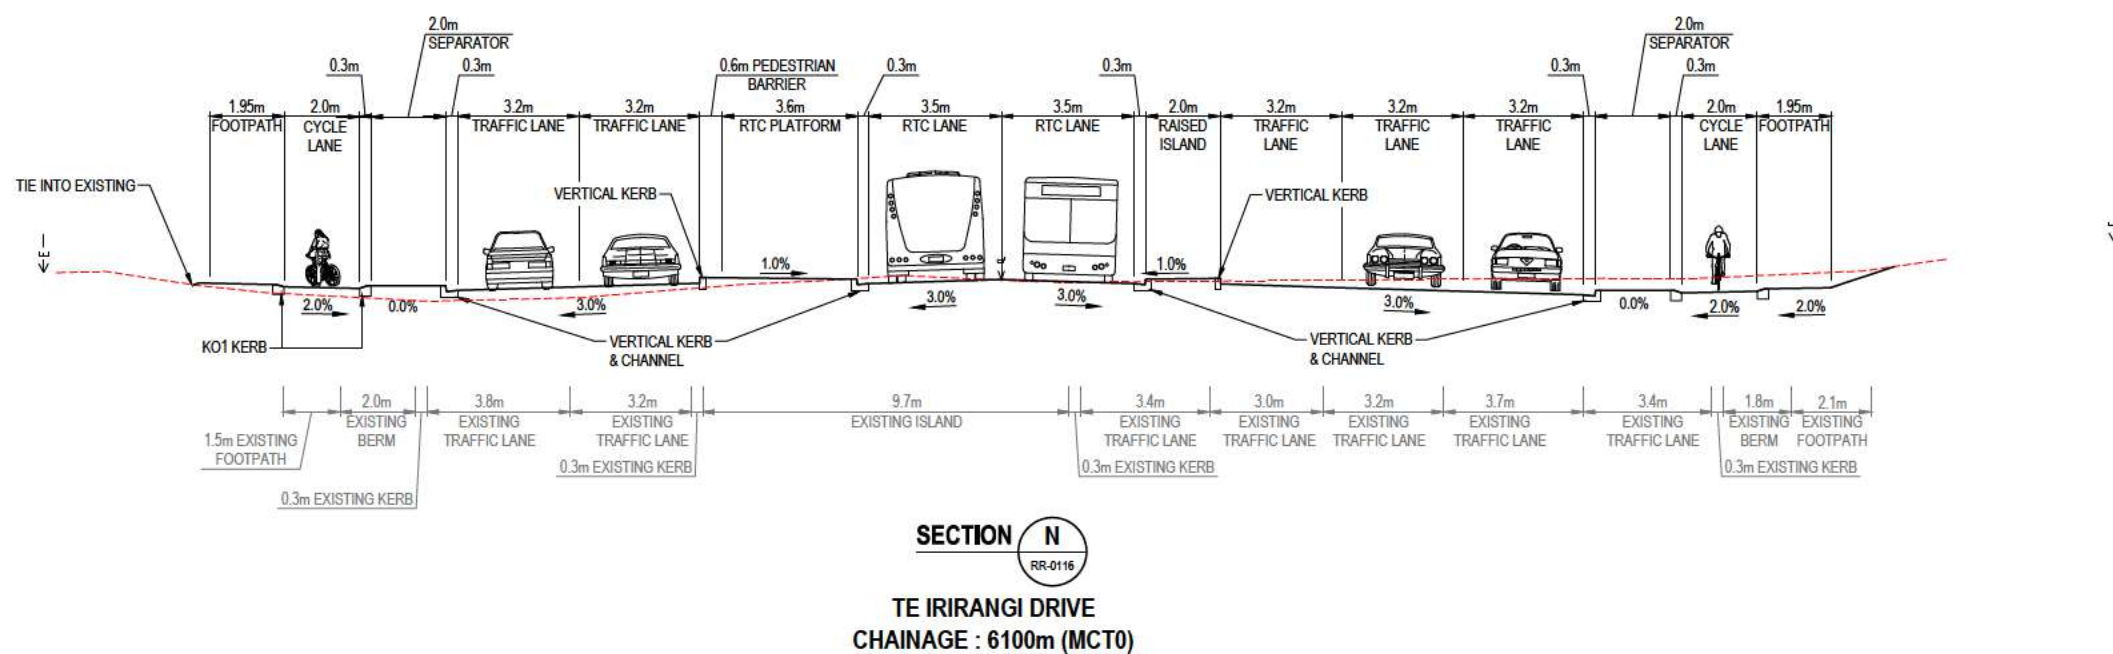 2.0m
SEPARATOR
2.0m
SEPARATOR
0.3m
0.3m
0.6m PEDESTRIAN
BARRIER
0.3m
0.3m
0.3m
0.3m
1.95m
FOOTPATH
2.0m
CYCLE
LANE
3.2m
TRAFFIC LANE
3.2m
TRAFFIC LANE
3.6m
RTC PLATFORM
3.5m
RTC LANE
3.5m
RTC LANE
2.0m
RAISED
ISLAND
3.2m
TRAFFIC
LANE
3.2m
TRAFFIC
LANE
3.2m
TRAFFIC
LANE
2.0m
CYCLE
LANE
1.95m
FOOTPATH
TIE INTO EXISTING
VERTICAL KERB
VERTICAL KERB
E
1.0%
1.0%
2.0%
0.0%
3.0%
3.0%
3.0%
3.0%
0.0%
2.0%
2.0%
KO1 KERB
VERTICAL KERB
& CHANNEL
VERTICAL KERB
& CHANNEL
1.5m EXISTING
FOOTPATH
2.0m
EXISTING
BERM
0.3m EXISTING KERB
3.8m
EXISTING
TRAFFIC LANE
3.2m
EXISTING
TRAFFIC LANE
0.3m EXISTING KERB
9.7m
EXISTING ISLAND
3.4m
EXISTING
TRAFFIC LANE
0.3m EXISTING KERB
3.0m
EXISTING
TRAFFIC LANE
3.2m
EXISTING
TRAFFIC LANE
3.7m
EXISTING
TRAFFIC LANE
3.4m
EXISTING
TRAFFIC LANE
1.8m
EXISTING
BERM
0.3m EXISTING KERB
2.1m
EXISTING
FOOTPATH
SECTION N
RR-0116
TE IRIRANGI DRIVE
CHAINAGE : 6100m (MCT0)